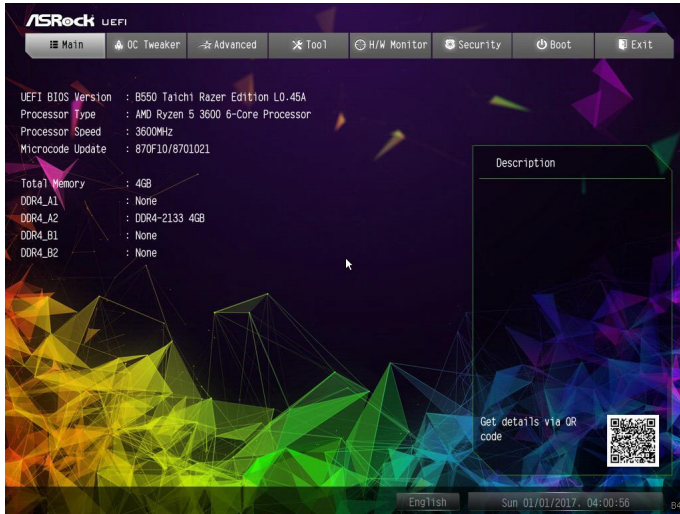 ASRock UEFI
Main OC Tweaker Advanced Tool H/W Monitor Security Boot Exit
UEFI BIOS Version : B550 Taichi Razer Edition L0.45A
Processor Type : AMD Ryzen 5 3600 6-Core Processor
Processor Speed : 3600MHz
Microcode Update : 870F10/8701021
Description
Total Memory : 4GB
DDR4_A1 : None
DDR4_A2 : DDR4-2133 4GB
DDR4_B1 : None
DDR4_B2 : None
Get details via QR
code
English Sun 01/01/2017. 04:00:56